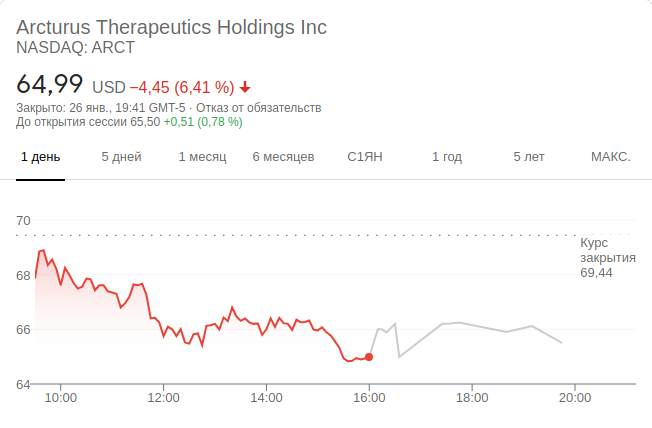 Arcturus Therapeutics Holdings Inc
NASDAQ: ARCT
64,99 USD −4,45 (6,41 %)
Закрыто: 26 янв., 19:41 GMT-5 · Отказ от обязательств
До открытия сессии 65,50 +0,51 (0,78 %)
1 день 5 дней 1 месяц 6 месяцев С1ЯН 1 год 5 лет МАКС.
70
Курс
закрытия
69,44
68
66
64
10:00 12:00 14:00 16:00 18:00 20:00